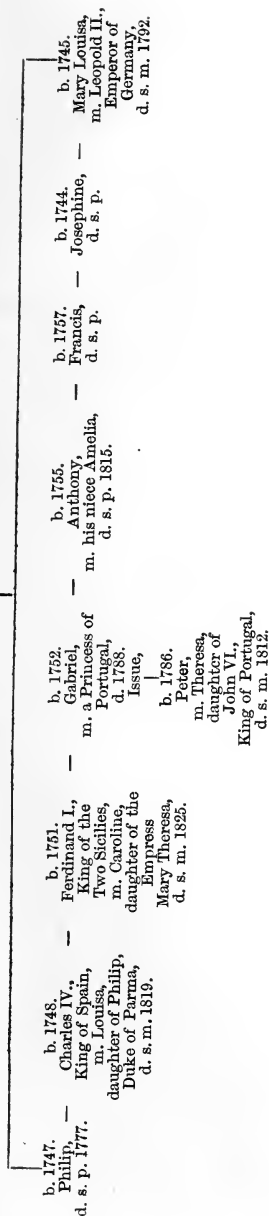 b. 1747.
Philip,
d. s. p. 1777.
b. 1748.
Charles IV.,
King of Spain,
m. Louisa,
daughter of Philip,
Duke of Parma,
d. s. m. 1819.
b. 1751.
Ferdinand I.,
King of the
Two Sicilies,
m. Caroline,
daughter of the
Empress
Mary Theresa,
d. s. m. 1825.
b. 1752.
Gabriel,
m. a Princess of
Portugal,
d. 1788.
Issue,
b. 1786.
Peter,
m. Theresa,
daughter of
John VI.,
King of Portugal,
d. s. m. 1812.
b. 1755.
Anthony,
m. his niece Amelia,
d. s. p. 1815.
b. 1757.
Francis,
d. s. p.
b. 1744.
Josephine,
d. s. p.
b. 1745.
Mary Louisa,
m. Leopold II.,
Emperor of
Germany,
d. s. m. 1792.